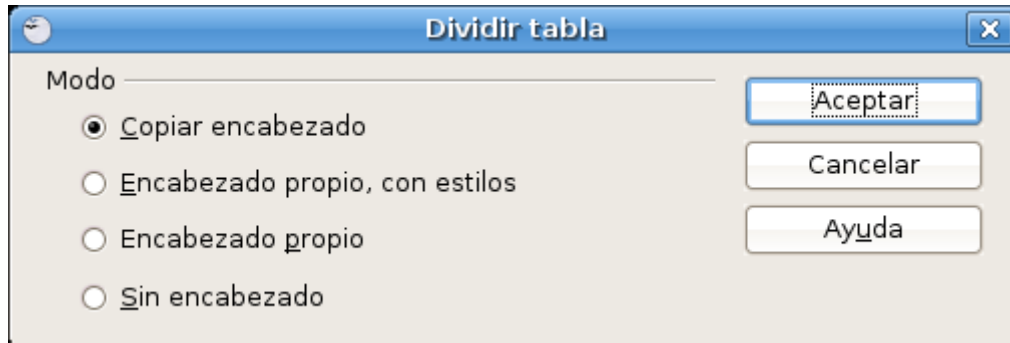 Dividir tabla
Modo
Copiar encabezado
Encabezado propio, con estilos
Encabezado propio
Sin encabezado
Aceptar
Cancelar
Ayuda